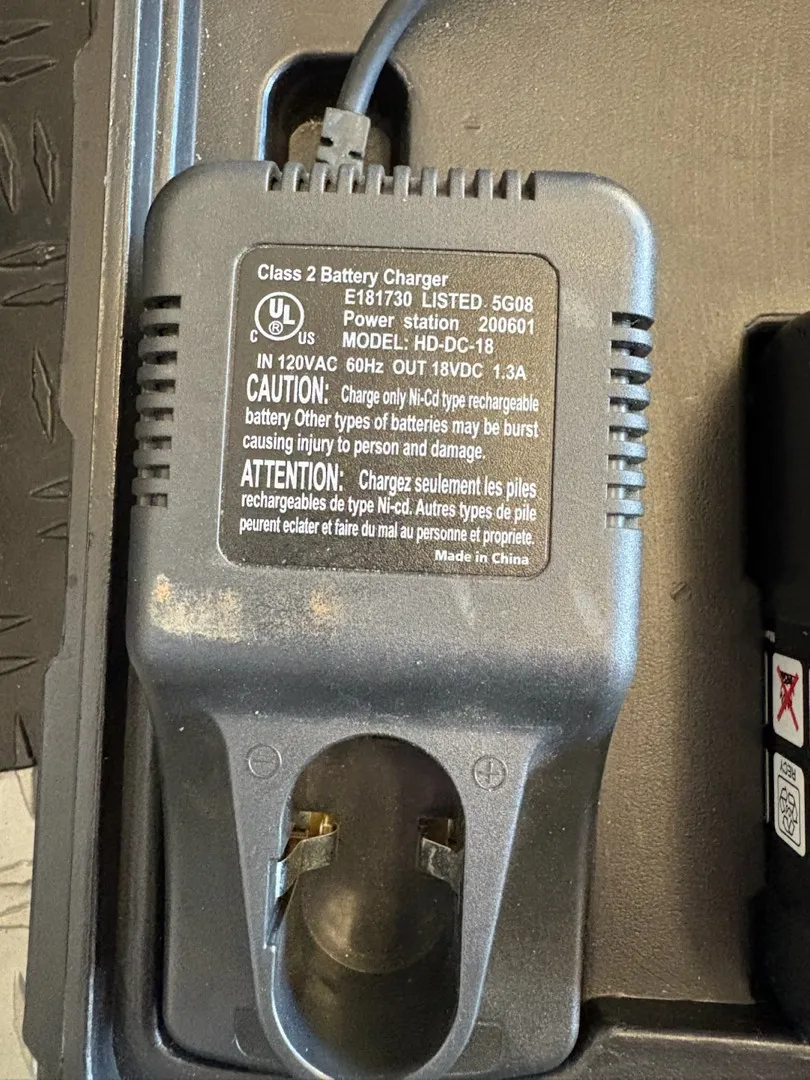 Class 2 Battery Charger
E181730 LISTED 5G08
Power station 200601
MODEL: HD-DC-18
C UL ® US
IN 120VAC 60Hz OUT 18VDC 1.3A
CAUTION: Charge only Ni-Cd type rechargeable
battery Other types of batteries may be burst
causing injury to person and damage.
ATTENTION: Chargez seulement les piles
rechargeables de type Ni-cd. Autres types de pile
peurent eclater et faire du mal au personne et propriete.
Made in China
− +
RECY